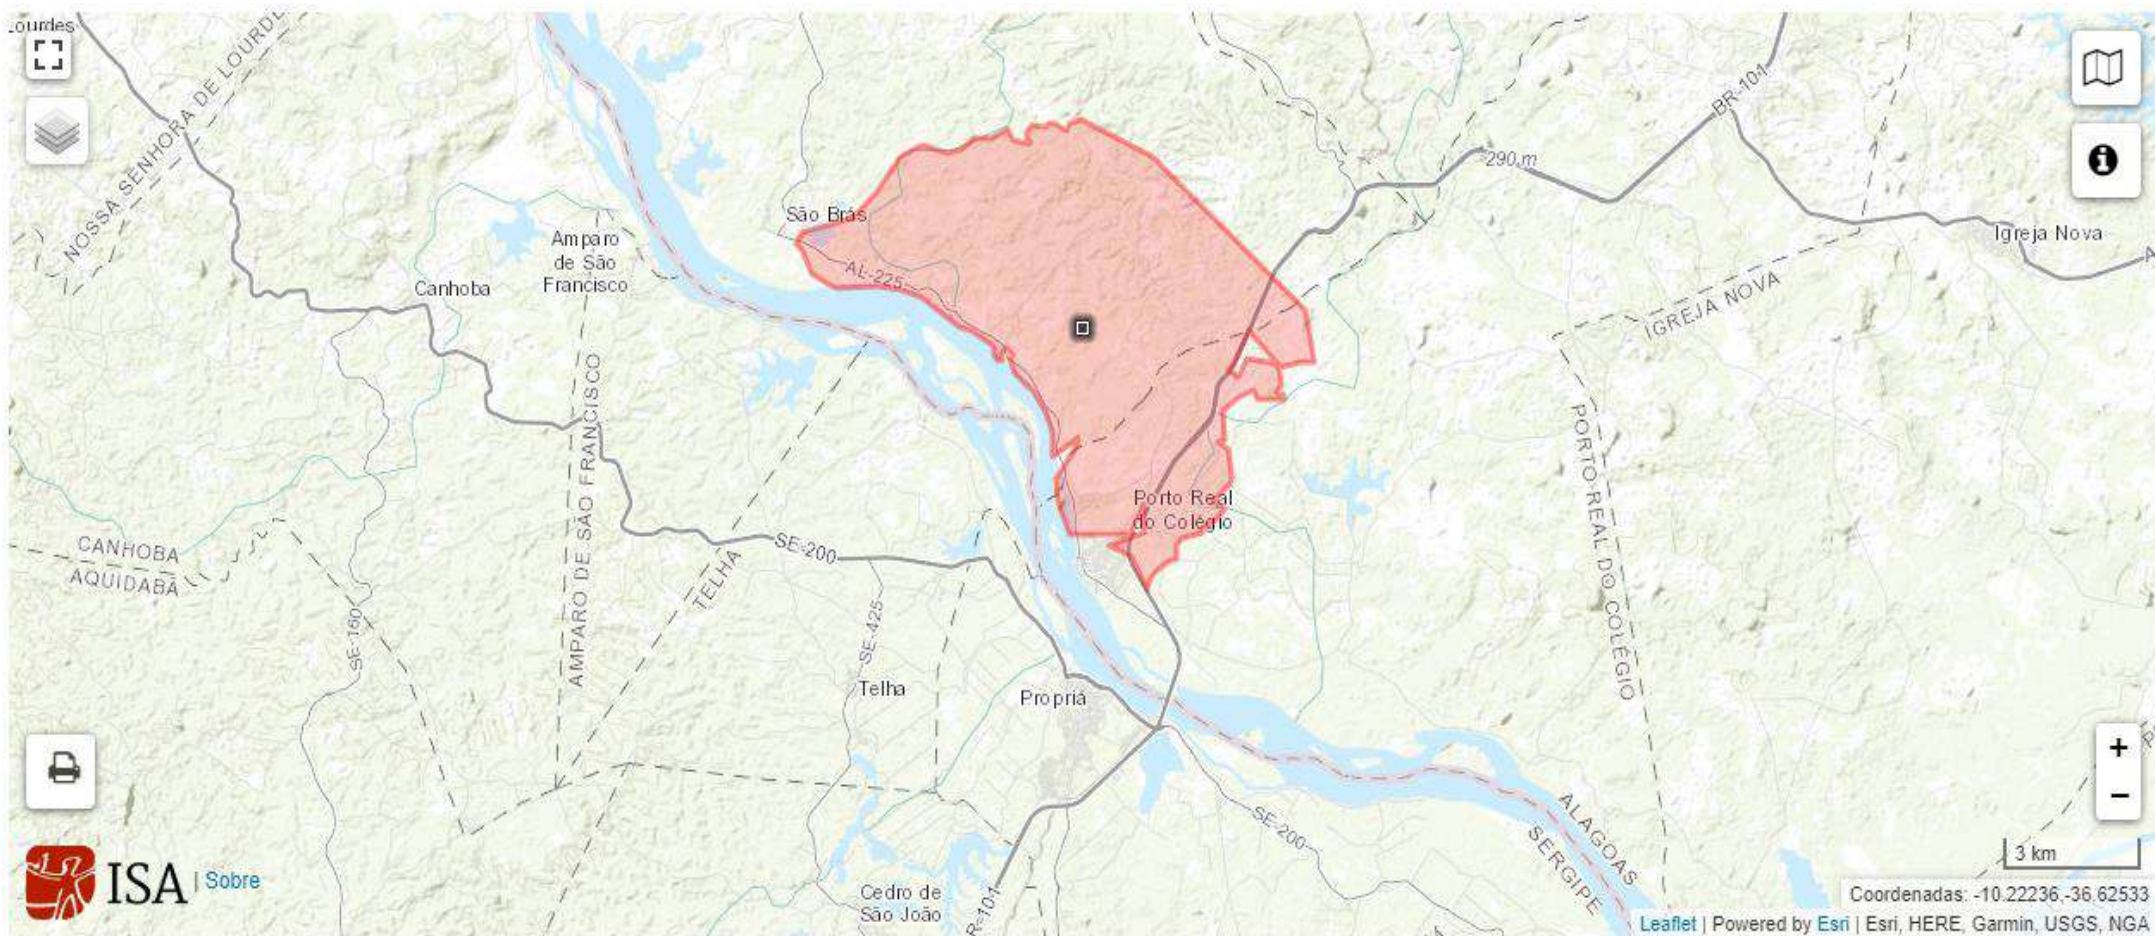 ourdes
NOSSA SENHORA DE LOURDE
BR-101
290 m
São Brás
Igreja Nova
Amparo
de São
Francisco
AL-225
Canhoba
IGREJA NOVA
AMPARO DE SÃO FRANCISCO
PORTO REAL DO COLÉGIO
Porto Real
do Colégio
CANHOBA
AQUIDABÃ
SE-200
TELHA
SE-160
SE-425
Telha
Propriá
SE-200
ALAGOAS
SERGIPE
Cedro de
São João
R-101
+
−
3 km
ISA | Sobre
Coordenadas: -10.22236,-36.62533
Leaflet | Powered by Esri | Esri, HERE, Garmin, USGS, NGA